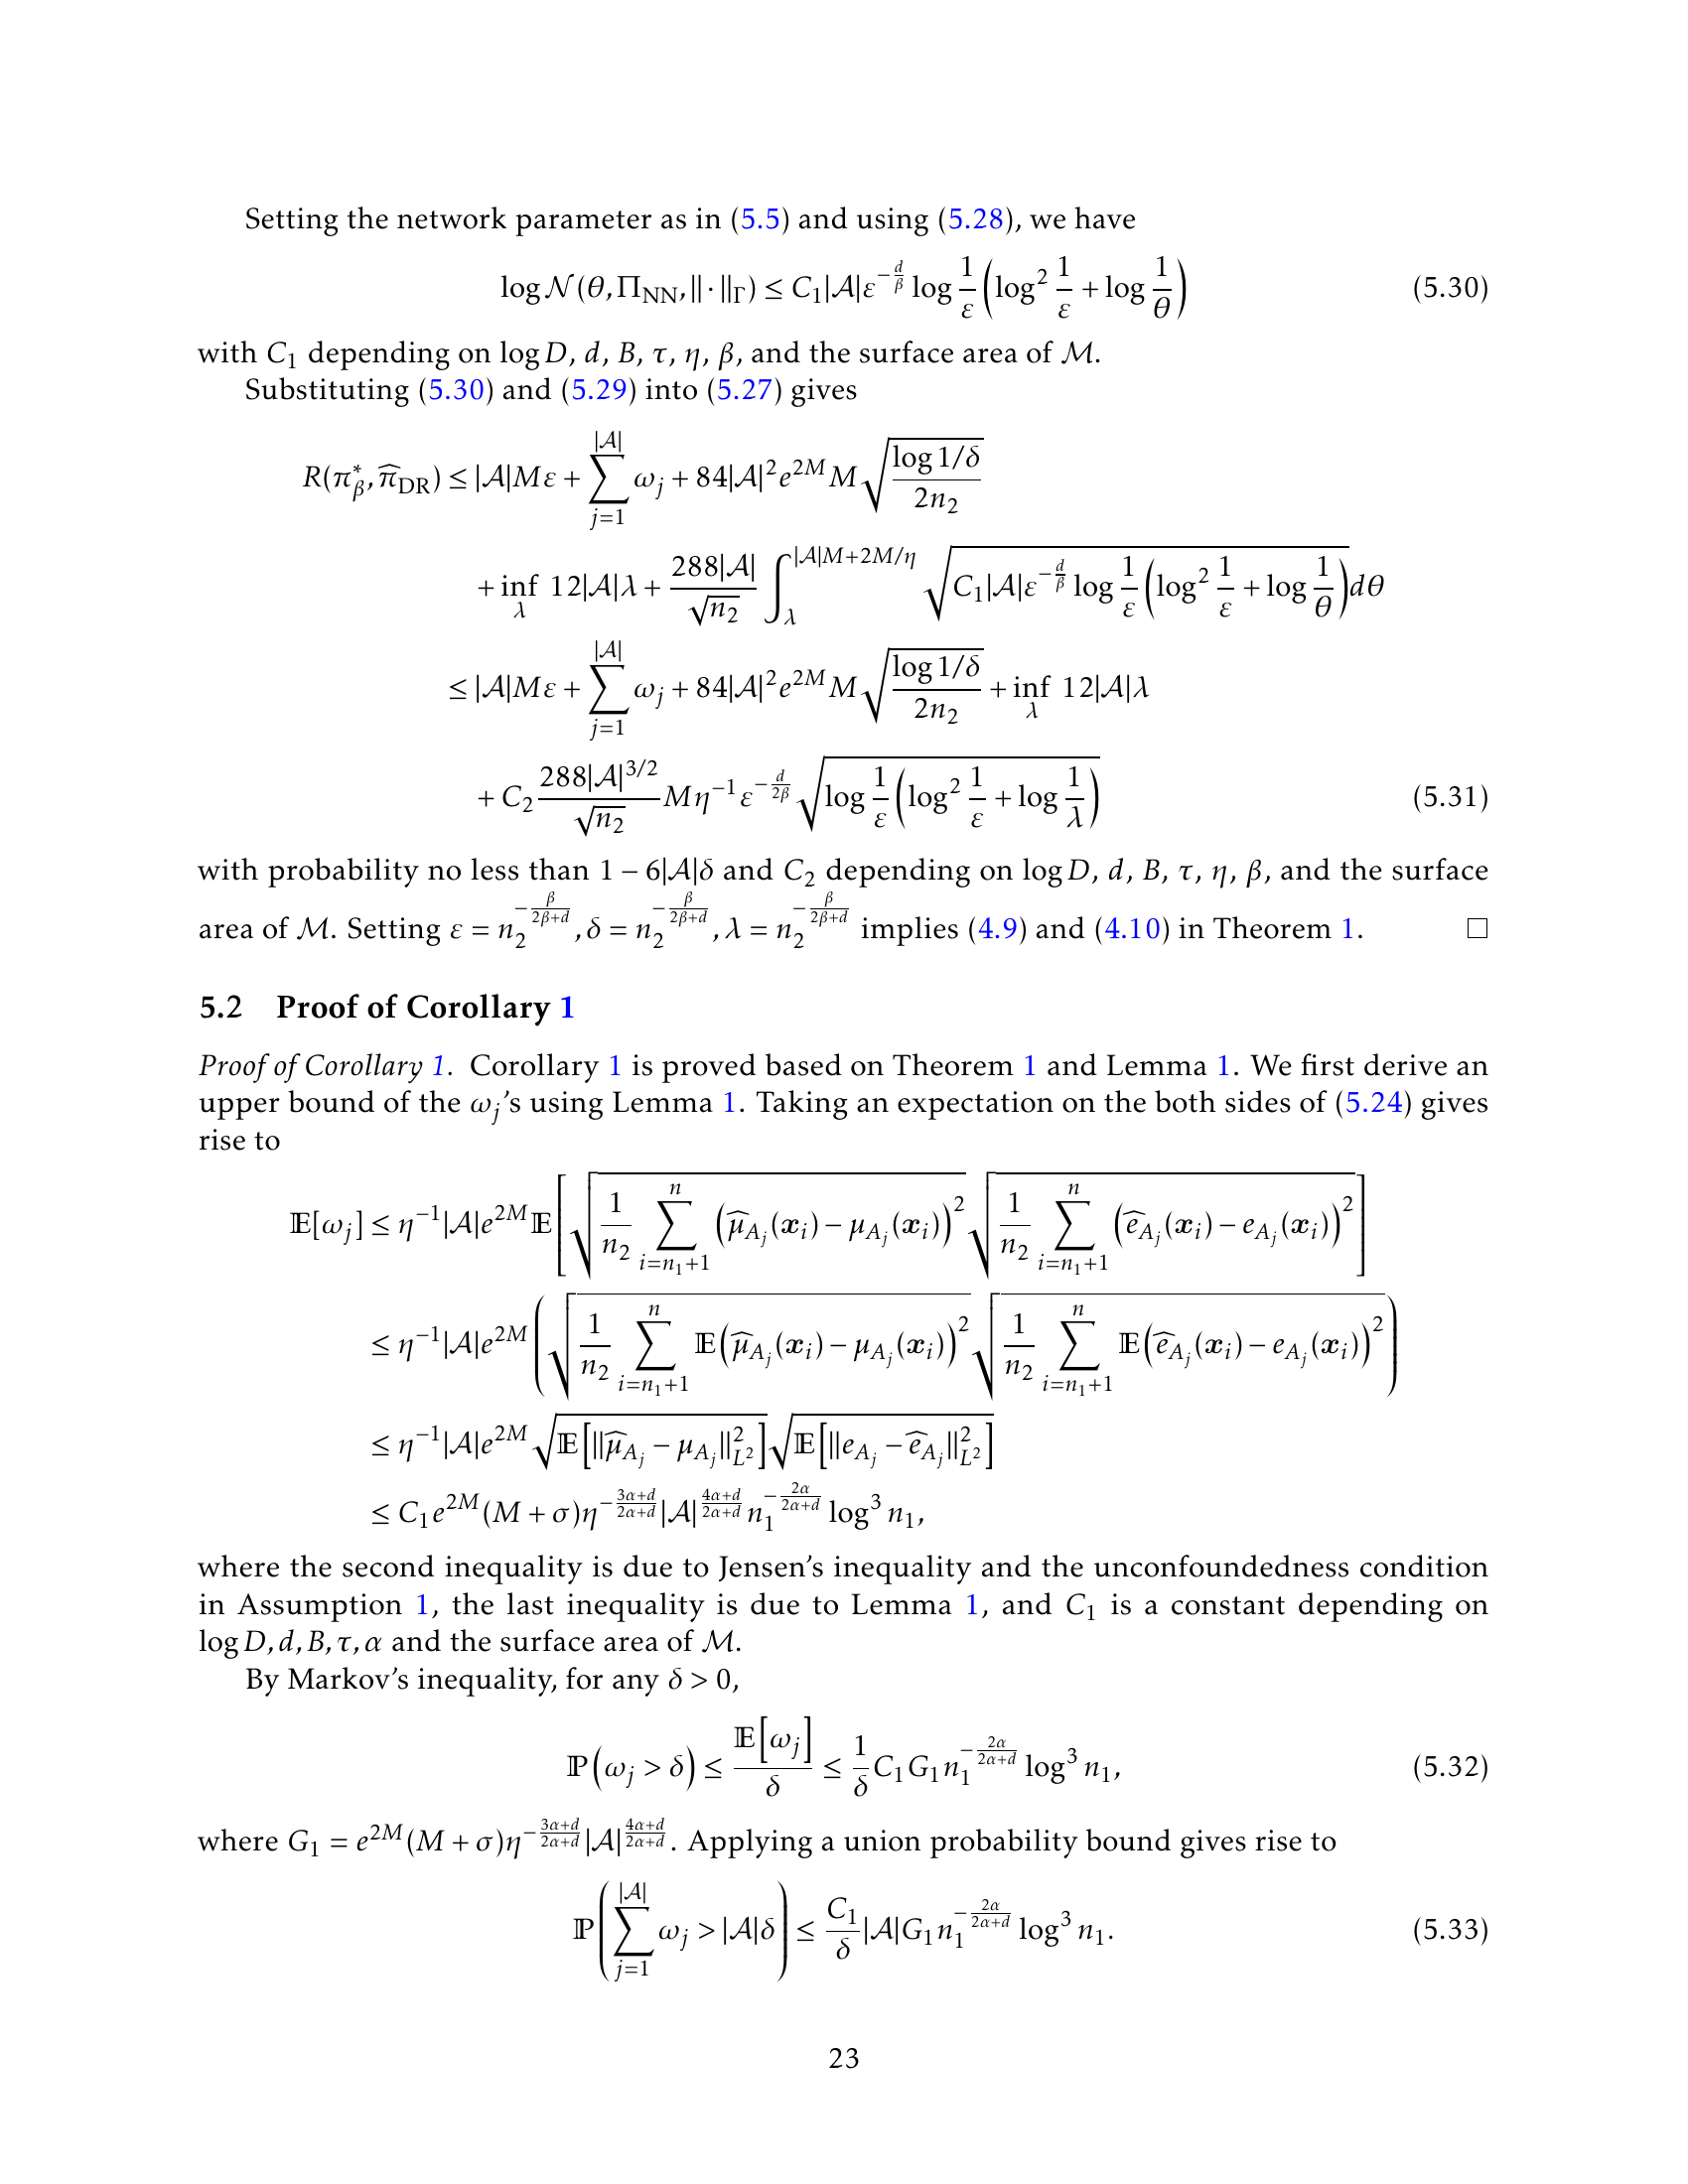 Setting the network parameter as in (5.5) and using (5.28), we have
$$\log \mathcal{N}(\theta, \Pi_{\mathrm{NN}}, \|\cdot\|_{\Gamma}) \leq C_1 |\mathcal{A}| \varepsilon^{-\frac{d}{\beta}} \log \frac{1}{\varepsilon} \left( \log^2 \frac{1}{\varepsilon} + \log \frac{1}{\theta} \right) \quad (5.30)$$
with $C_1$ depending on $\log D$, $d$, $B$, $\tau$, $\eta$, $\beta$, and the surface area of $\mathcal{M}$.
Substituting (5.30) and (5.29) into (5.27) gives
$$R(\pi^*_\beta, \widehat{\pi}_{\mathrm{DR}}) \leq |\mathcal{A}| M \varepsilon + \sum_{j=1}^{|\mathcal{A}|} \omega_j + 84 |\mathcal{A}|^2 e^{2M} M \sqrt{\frac{\log 1/\delta}{2 n_2}}$$
$$+ \inf_{\lambda} 12 |\mathcal{A}| \lambda + \frac{288 |\mathcal{A}|}{\sqrt{n_2}} \int_{\lambda}^{|\mathcal{A}| M + 2M/\eta} \sqrt{C_1 |\mathcal{A}| \varepsilon^{-\frac{d}{\beta}} \log \frac{1}{\varepsilon} \left( \log^2 \frac{1}{\varepsilon} + \log \frac{1}{\theta} \right)} d\theta$$
$$\leq |\mathcal{A}| M \varepsilon + \sum_{j=1}^{|\mathcal{A}|} \omega_j + 84 |\mathcal{A}|^2 e^{2M} M \sqrt{\frac{\log 1/\delta}{2 n_2}} + \inf_{\lambda} 12 |\mathcal{A}| \lambda$$
$$+ C_2 \frac{288 |\mathcal{A}|^{3/2}}{\sqrt{n_2}} M \eta^{-1} \varepsilon^{-\frac{d}{2\beta}} \sqrt{\log \frac{1}{\varepsilon} \left( \log^2 \frac{1}{\varepsilon} + \log \frac{1}{\lambda} \right)} \quad (5.31)$$
with probability no less than $1 - 6|\mathcal{A}|\delta$ and $C_2$ depending on $\log D$, $d$, $B$, $\tau$, $\eta$, $\beta$, and the surface
area of $\mathcal{M}$. Setting $\varepsilon = n_2^{-\frac{\beta}{2\beta+d}}, \delta = n_2^{-\frac{\beta}{2\beta+d}}, \lambda = n_2^{-\frac{\beta}{2\beta+d}}$ implies (4.9) and (4.10) in Theorem 1. □
5.2 Proof of Corollary 1
Proof of Corollary 1. Corollary 1 is proved based on Theorem 1 and Lemma 1. We first derive an
upper bound of the $\omega_j$'s using Lemma 1. Taking an expectation on the both sides of (5.24) gives
rise to
$$\mathbb{E}[\omega_j] \leq \eta^{-1} |\mathcal{A}| e^{2M} \mathbb{E} \left[ \sqrt{\frac{1}{n_2} \sum_{i=n_1+1}^{n} \left( \widehat{\mu}_{A_j}(\boldsymbol{x}_i) - \mu_{A_j}(\boldsymbol{x}_i) \right)^2} \sqrt{\frac{1}{n_2} \sum_{i=n_1+1}^{n} \left( \widehat{e}_{A_j}(\boldsymbol{x}_i) - e_{A_j}(\boldsymbol{x}_i) \right)^2} \right]$$
$$\leq \eta^{-1} |\mathcal{A}| e^{2M} \left( \sqrt{\frac{1}{n_2} \sum_{i=n_1+1}^{n} \mathbb{E} \left( \widehat{\mu}_{A_j}(\boldsymbol{x}_i) - \mu_{A_j}(\boldsymbol{x}_i) \right)^2} \sqrt{\frac{1}{n_2} \sum_{i=n_1+1}^{n} \mathbb{E} \left( \widehat{e}_{A_j}(\boldsymbol{x}_i) - e_{A_j}(\boldsymbol{x}_i) \right)^2} \right)$$
$$\leq \eta^{-1} |\mathcal{A}| e^{2M} \sqrt{\mathbb{E} \left[ \|\widehat{\mu}_{A_j} - \mu_{A_j}\|_{L^2}^2 \right]} \sqrt{\mathbb{E} \left[ \|e_{A_j} - \widehat{e}_{A_j}\|_{L^2}^2 \right]}$$
$$\leq C_1 e^{2M} (M + \sigma) \eta^{-\frac{3\alpha+d}{2\alpha+d}} |\mathcal{A}|^{\frac{4\alpha+d}{2\alpha+d}} n_1^{-\frac{2\alpha}{2\alpha+d}} \log^3 n_1,$$
where the second inequality is due to Jensen's inequality and the unconfoundedness condition
in Assumption 1, the last inequality is due to Lemma 1, and $C_1$ is a constant depending on
$\log D, d, B, \tau, \alpha$ and the surface area of $\mathcal{M}$.
By Markov's inequality, for any $\delta > 0$,
$$\mathbb{P}\left( \omega_j > \delta \right) \leq \frac{\mathbb{E}\left[ \omega_j \right]}{\delta} \leq \frac{1}{\delta} C_1 G_1 n_1^{-\frac{2\alpha}{2\alpha+d}} \log^3 n_1, \quad (5.32)$$
where $G_1 = e^{2M} (M + \sigma) \eta^{-\frac{3\alpha+d}{2\alpha+d}} |\mathcal{A}|^{\frac{4\alpha+d}{2\alpha+d}}$. Applying a union probability bound gives rise to
$$\mathbb{P}\left( \sum_{j=1}^{|\mathcal{A}|} \omega_j > |\mathcal{A}| \delta \right) \leq \frac{C_1}{\delta} |\mathcal{A}| G_1 n_1^{-\frac{2\alpha}{2\alpha+d}} \log^3 n_1. \quad (5.33)$$
23